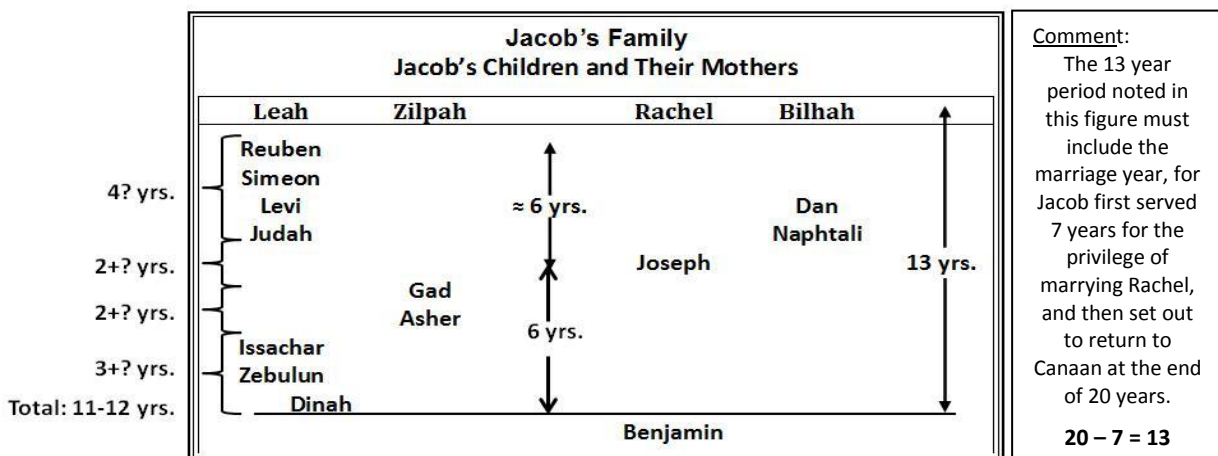 Jacob's Family
Jacob's Children and Their Mothers
Leah Zilpah Rachel Bilhah
Reuben
Simeon
4? yrs. Levi ≈ 6 yrs. Dan
Judah Naphtali
2+? yrs. Joseph 13 yrs.
Gad
2+? yrs. Asher 6 yrs.
Issachar
3+? yrs. Zebulun
Total: 11-12 yrs. Dinah
Benjamin
Comment:
The 13 year
period noted in
this figure must
include the
marriage year, for
Jacob first served
7 years for the
privilege of
marrying Rachel,
and then set out
to return to
Canaan at the end
of 20 years.
20 – 7 = 13